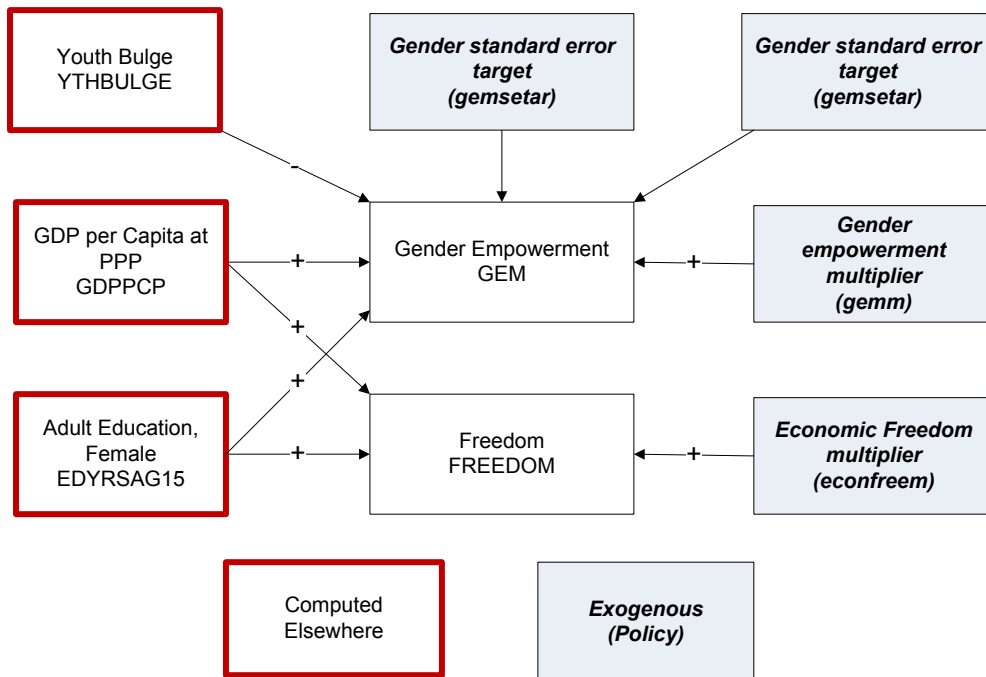 Youth Bulge
YTHBULGE
Gender standard error
target
(gemsetar)
Gender standard error
target
(gemsetar)
-
GDP per Capita at
PPP
GDPPCP
+
Gender Empowerment
GEM
+
Gender
empowerment
multiplier
(gemm)
+
+
Adult Education,
Female
EDYRSAG15
+
Freedom
FREEDOM
+
Economic Freedom
multiplier
(econfreem)
Computed
Elsewhere
Exogenous
(Policy)